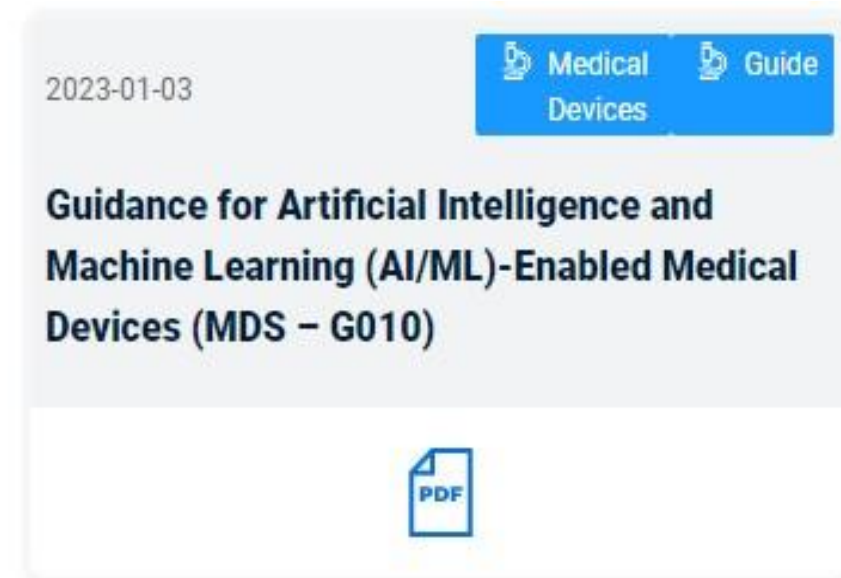 2023-01-03
Medical
Devices
Guide
Guidance for Artificial Intelligence and
Machine Learning (AI/ML)-Enabled Medical
Devices (MDS – G010)
PDF